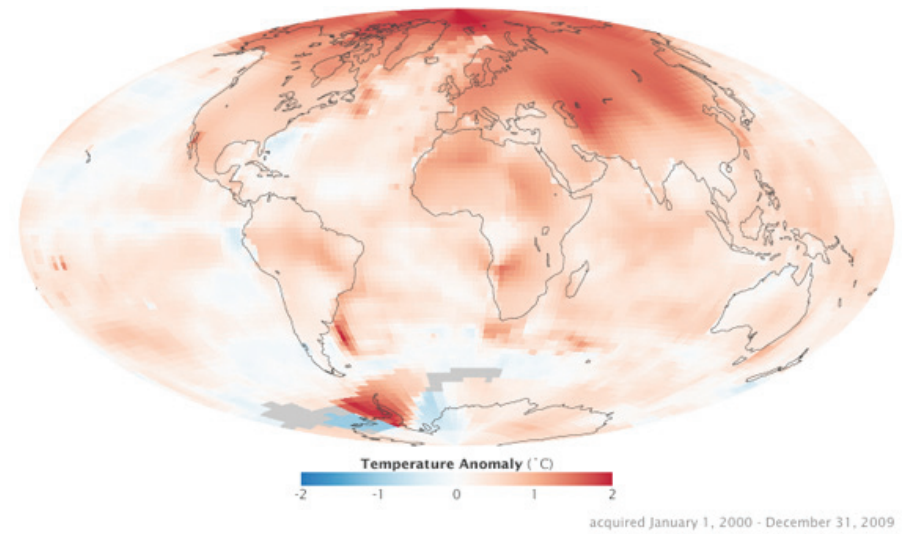 Temperature Anomaly (˚C)
-2 -1 0 1 2
acquired January 1, 2000 - December 31, 2009